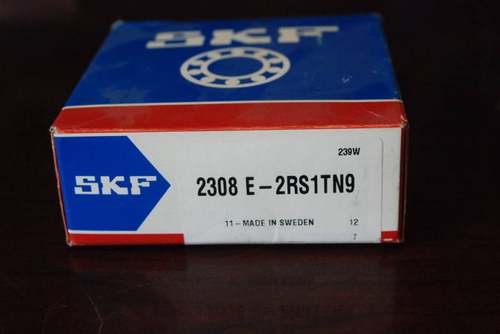 SKF
239W
SKF
2308 E-2RS1TN9
11-MADE IN SWEDEN 12
7